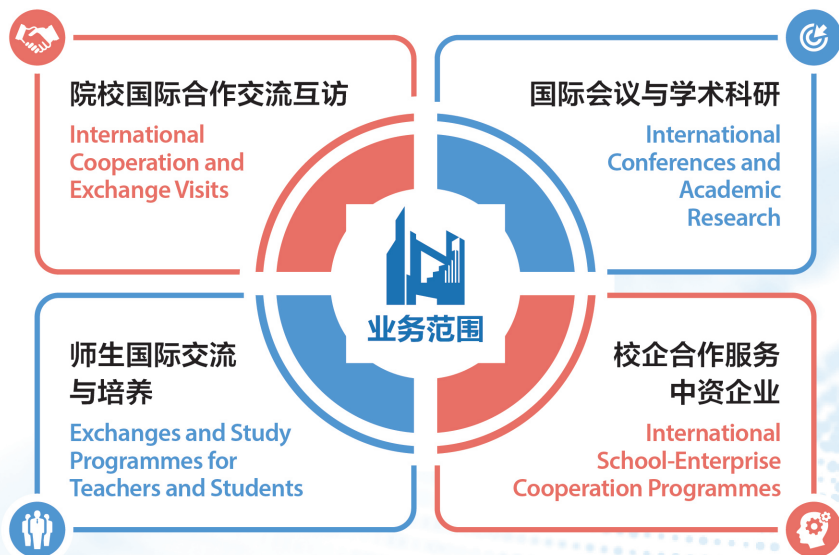 院校国际合作交流互访
International
Cooperation and
Exchange Visits
国际会议与学术科研
International
Conferences and
Academic
Research
业务范围
师生国际交流
与培养
Exchanges and Study
Programmes for
Teachers and Students
校企合作服务
中资企业
International
School-Enterprise
Cooperation Programmes